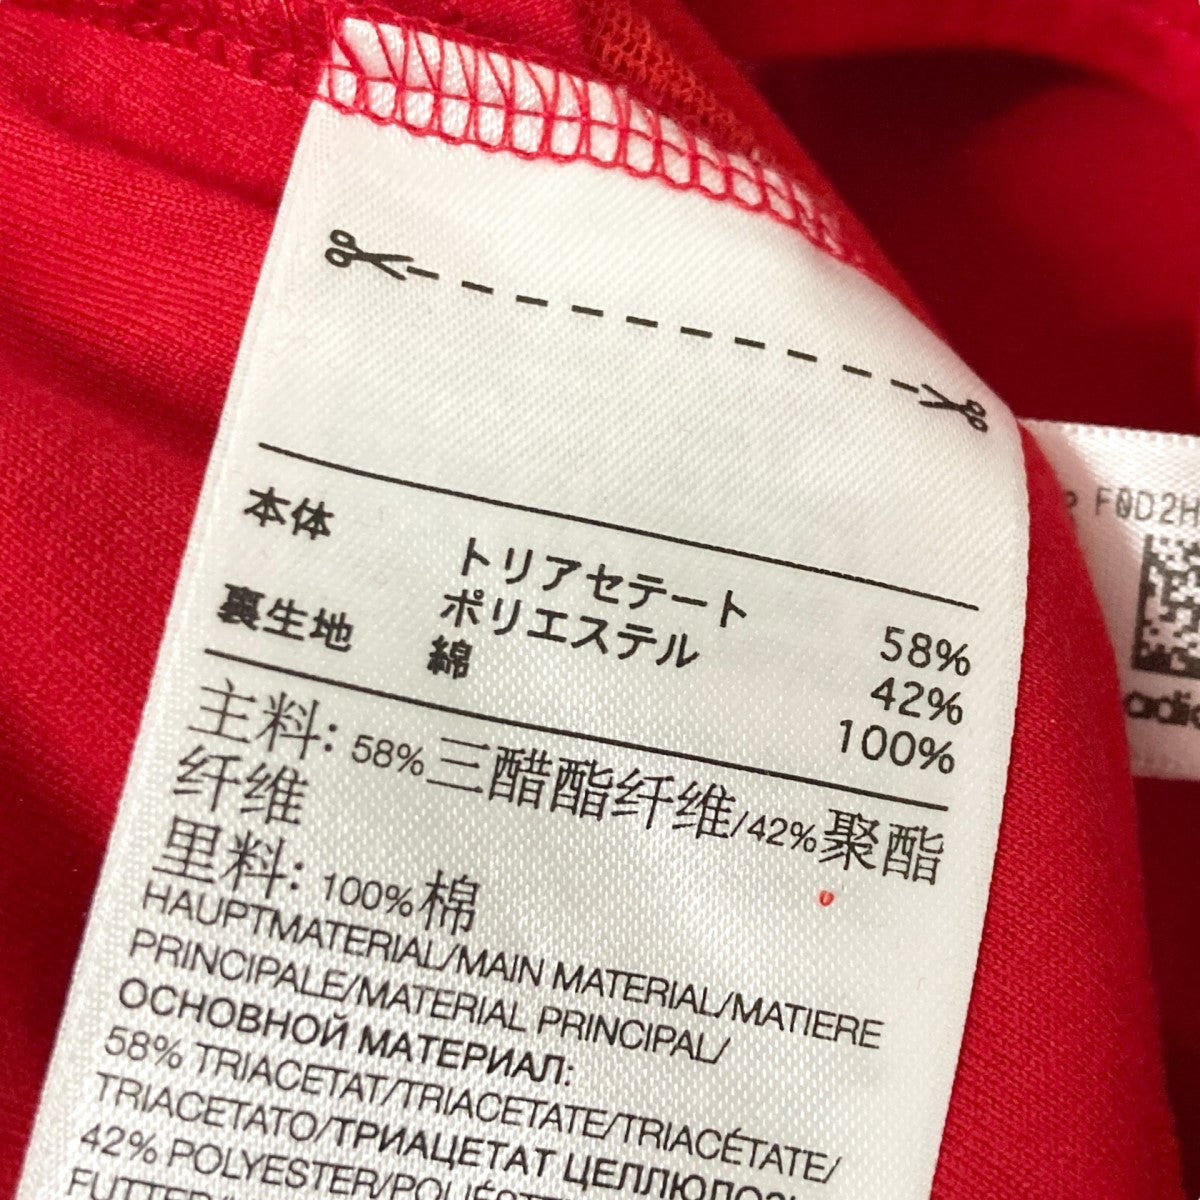 本体 トリアセテート 58%
ポリエステル 42%
裏生地 綿 100%
主料: 58%三醋酯纤维/42%聚酯
纤维
里料: 100%棉
HAUPTMATERIAL/MAIN MATERIAL/MATIERE
PRINCIPALE/MATERIAL PRINCIPAL/
ОСНОВНОЙ МАТЕРИАЛ:
58% TRIACETAT/TRIACETATE/TRIACÉTATE/
TRIACETATO/ТРИАЦЕТАТ
42% POLYESTER/
F0D2H